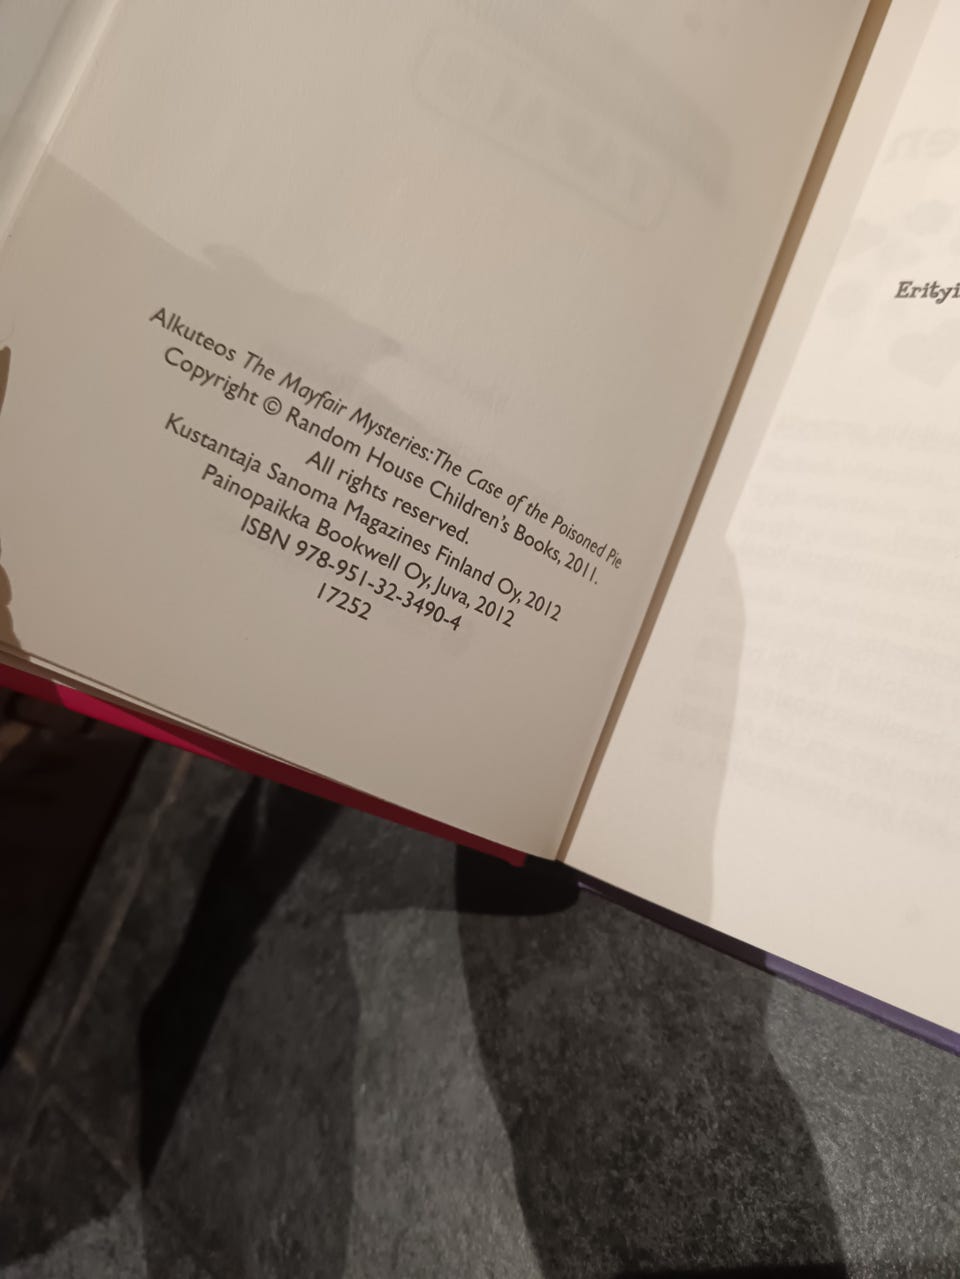 Alkuteos The Mayfair Mysteries: The Case of the Poisoned Pie
Copyright © Random House Children's Books, 2011.
All rights reserved.
Kustantaja Sanoma Magazines Finland Oy, 2012
Painopaikka Bookwell Oy, Juva, 2012
ISBN 978-951-32-3490-4
17252